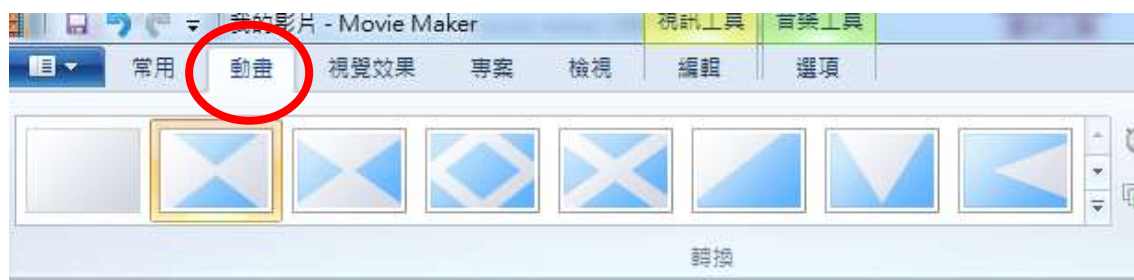 我的影片 - Movie Maker 視訊工具 音樂工具
常用 動畫 視覺效果 專案 檢視 編輯 選項
轉換